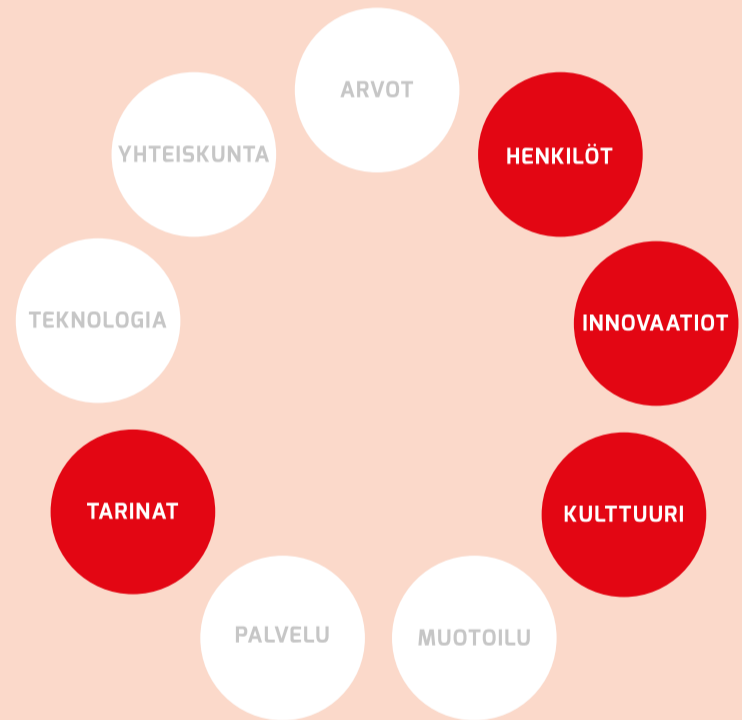 ARVOT
YHTEISKUNTA
HENKILÖT
TEKNOLOGIA
INNOVAATIOT
TARINAT
KULTTUURI
PALVELU
MUOTOILU